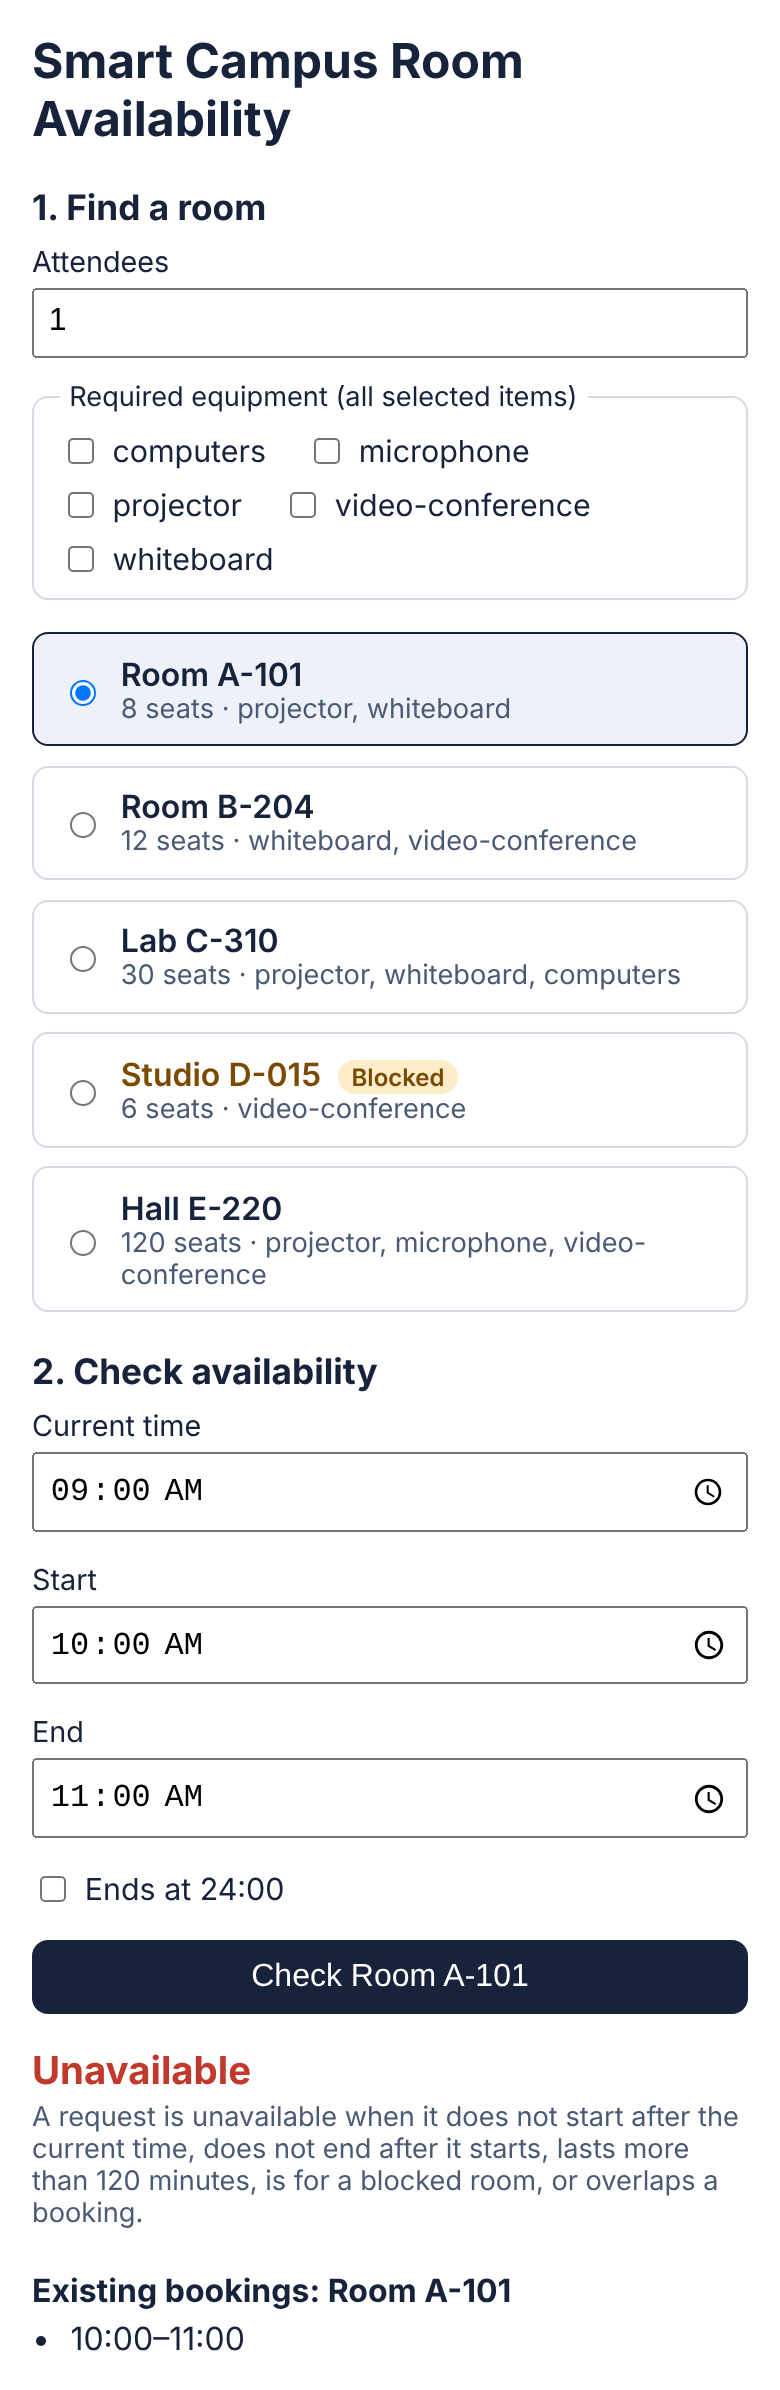 Smart Campus Room
Availability
1. Find a room
Attendees
1
Required equipment (all selected items)
computers
microphone
projector
video-conference
whiteboard
Room A-101
8 seats · projector, whiteboard
Room B-204
12 seats · whiteboard, video-conference
Lab C-310
30 seats · projector, whiteboard, computers
Studio D-015 Blocked
6 seats · video-conference
Hall E-220
120 seats · projector, microphone, video-
conference
2. Check availability
Current time
09:00 AM
Start
10:00 AM
End
11:00 AM
Ends at 24:00
Check Room A-101
Unavailable
A request is unavailable when it does not start after the
current time, does not end after it starts, lasts more
than 120 minutes, is for a blocked room, or overlaps a
booking.
Existing bookings: Room A-101
• 10:00–11:00